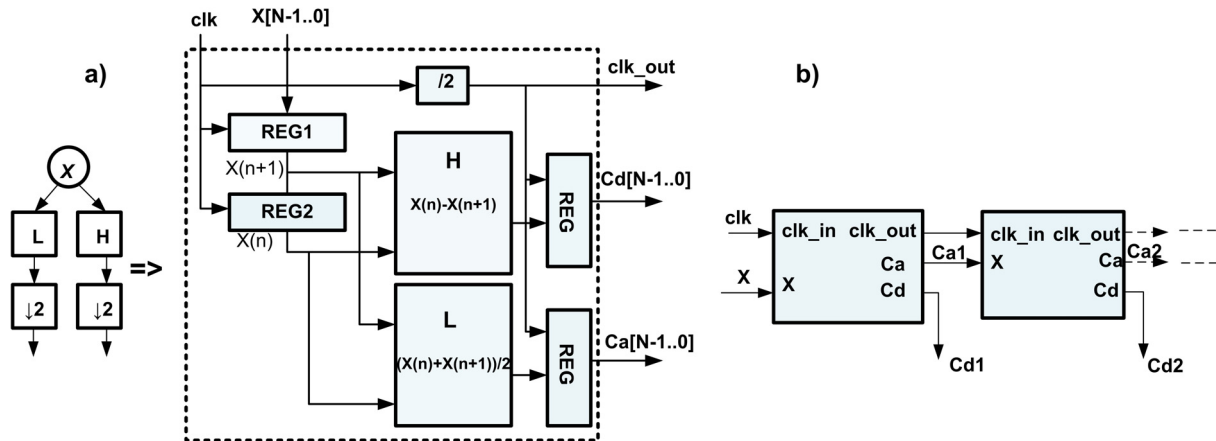 clk
X[N-1..0]
a)
/2
clk_out
b)
REG1
X(n+1)
H
X(n)-X(n+1)
REG
Cd[N-1..0]
X
REG2
X(n)
L
H
=>
↓2
↓2
L
(X(n)+X(n+1))/2
REG
Ca[N-1..0]
clk
clk_in
clk_out
Ca
Ca1
X
X
Cd
Cd1
clk_in
clk_out
X
Ca
Ca2
Cd
Cd2